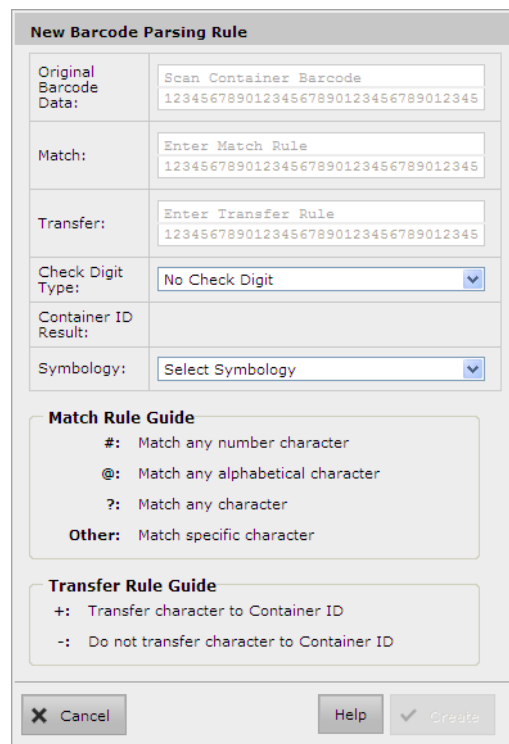 New Barcode Parsing Rule
Original
Barcode
Data:
Scan Container Barcode
12345678901234567890123456789012345
Match:
Enter Match Rule
12345678901234567890123456789012345
Transfer:
Enter Transfer Rule
12345678901234567890123456789012345
Check Digit
Type:
No Check Digit
Container ID
Result:
Symbology:
Select Symbology
Match Rule Guide
#: Match any number character
@: Match any alphabetical character
?: Match any character
Other: Match specific character
Transfer Rule Guide
+: Transfer character to Container ID
-: Do not transfer character to Container ID
Cancel
Help
Create